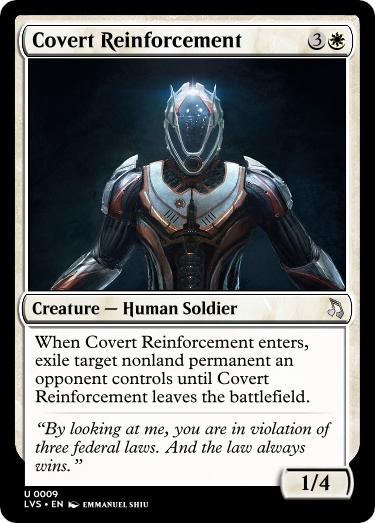 Covert Reinforcement 3
Creature — Human Soldier
When Covert Reinforcement enters,
exile target nonland permanent an
opponent controls until Covert
Reinforcement leaves the battlefield.
“By looking at me, you are in violation of
three federal laws. And the law always
wins.”
1/4
U 0009
LVS • EN EMMANUEL SHIU